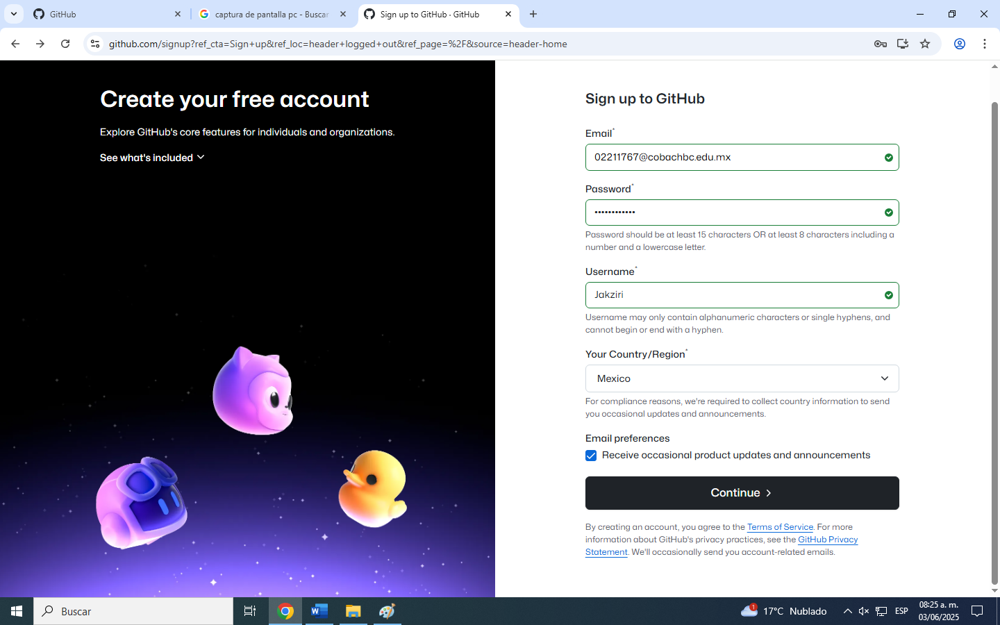 GitHub
captura de pantalla pc - Buscar
Sign up to GitHub · GitHub
github.com/signup?ref_cta=Sign+up&ref_loc=header+logged+out&ref_page=%2F&source=header-home
Create your free account
Explore GitHub's core features for individuals and organizations.
See what's included
Sign up to GitHub
Email*
02211767@cobachbc.edu.mx
Password*
••••••••••••
Password should be at least 15 characters OR at least 8 characters including a
number and a lowercase letter.
Username*
Jakziri
Username may only contain alphanumeric characters or single hyphens, and
cannot begin or end with a hyphen.
Your Country/Region*
Mexico
For compliance reasons, we're required to collect country information to send
you occasional updates and announcements.
Email preferences
Receive occasional product updates and announcements
Continue
By creating an account, you agree to the Terms of Service. For more
information about GitHub's privacy practices, see the GitHub Privacy
Statement. We'll occasionally send you account-related emails.
Buscar
W
1
17°C Nublado
ESP
08:25 a. m.
03/06/2025